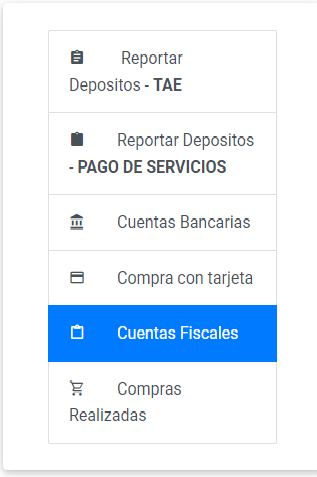 Reportar
Depositos - TAE
Reportar Depositos
- PAGO DE SERVICIOS
Cuentas Bancarias
Compra con tarjeta
Cuentas Fiscales
Compras
Realizadas